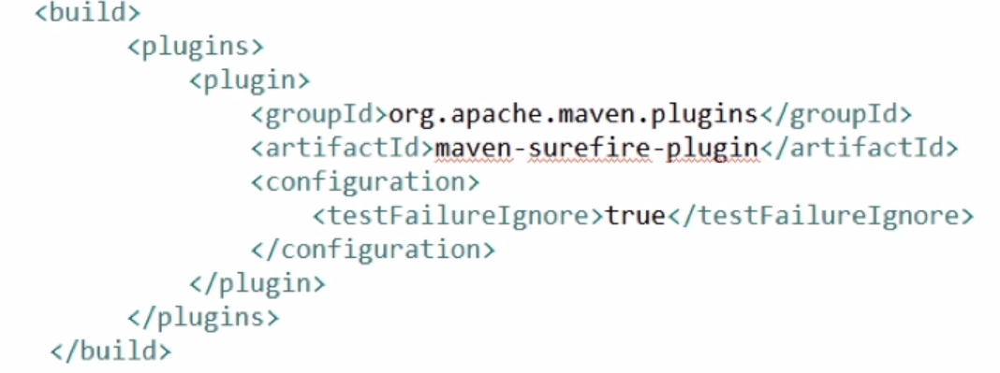 <build>
<plugins>
<plugin>
<groupId>org.apache.maven.plugins</groupId>
<artifactId>maven-surefire-plugin</artifactId>
<configuration>
<testFailureIgnore>true</testFailureIgnore>
</configuration>
</plugin>
</plugins>
</build>